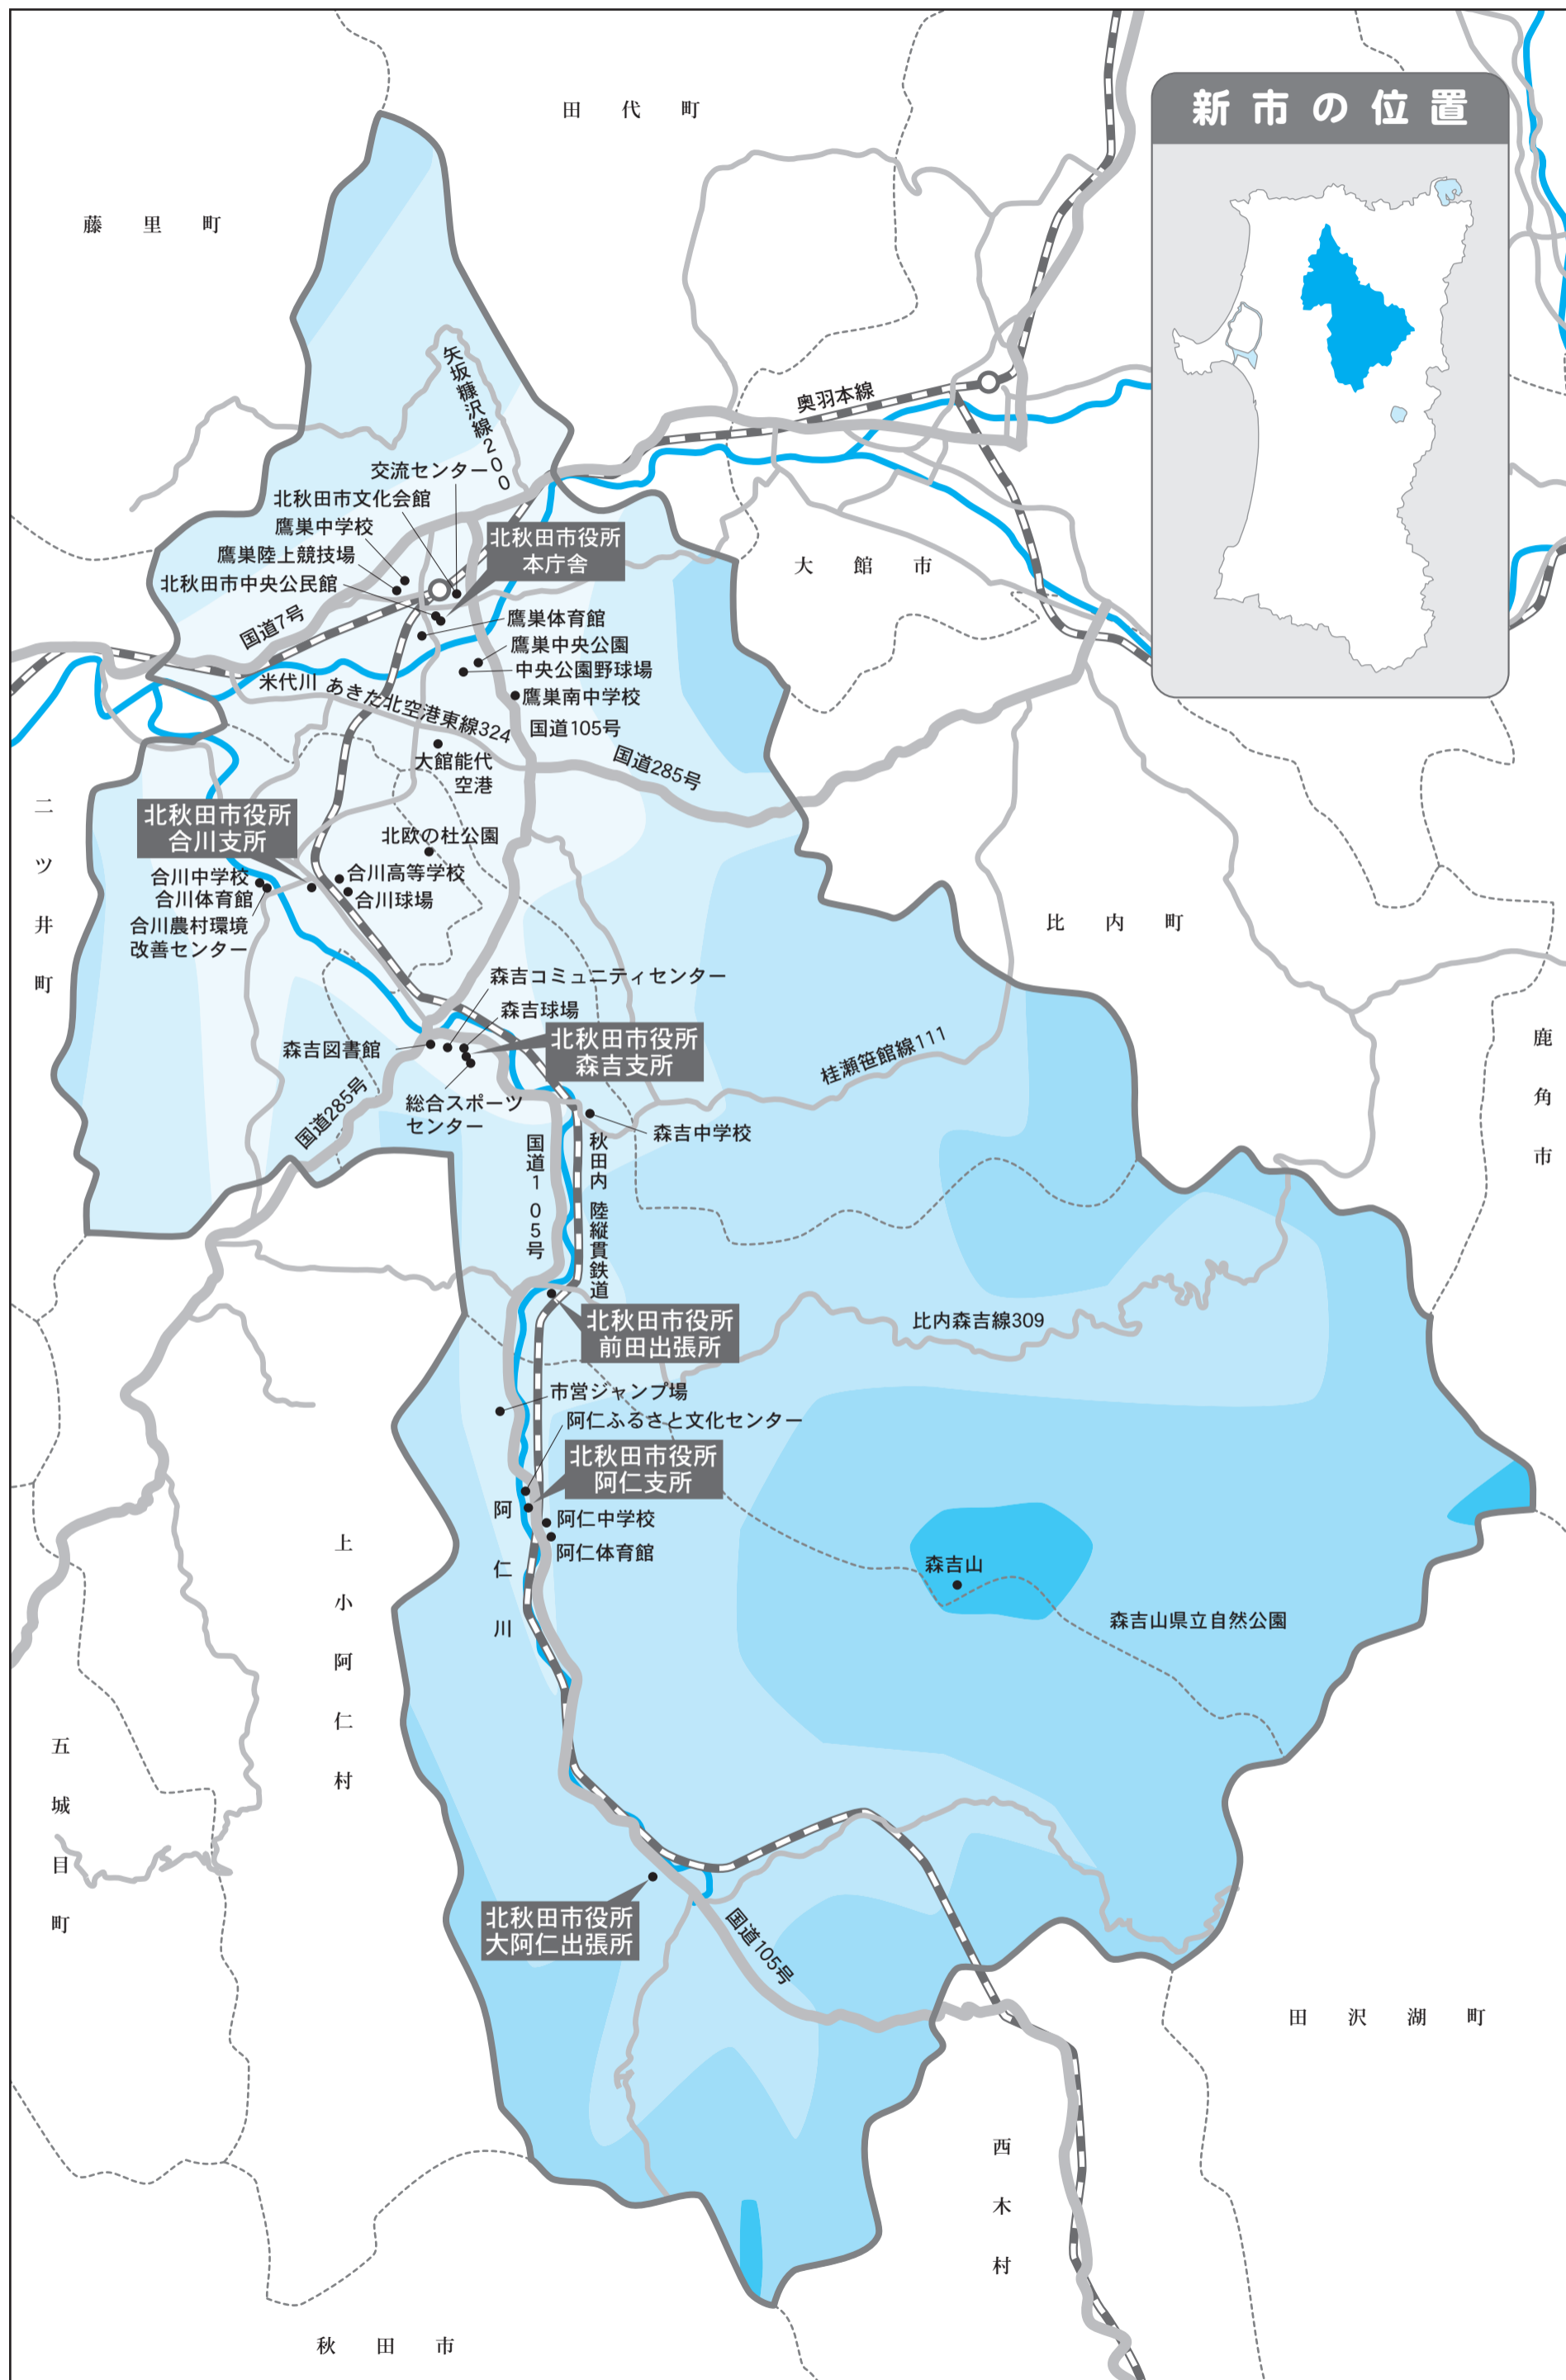 新市の位置
田代町
藤里町
矢坂糠沢線200
奥羽本線
交流センター
北秋田市文化会館
鷹巣中学校
鷹巣陸上競技場
北秋田市中央公民館
北秋田市役所
本庁舎
大館市
国道7号
鷹巣体育館
鷹巣中央公園
中央公園野球場
鷹巣南中学校
米代川
あきた北空港東線324
国道105号
国道285号
大館能代
空港
二ツ井町
北秋田市役所
合川支所
北欧の杜公園
合川中学校
合川高等学校
合川体育館
合川球場
合川農村環境
改善センター
比内町
森吉コミュニティセンター
森吉球場
北秋田市役所
森吉支所
森吉図書館
鹿角市
桂瀬笹館線111
国道285号
総合スポーツ
センター
森吉中学校
国道105号
秋田内陸縦貫鉄道
北秋田市役所
前田出張所
比内森吉線309
市営ジャンプ場
阿仁ふるさと文化センター
北秋田市役所
阿仁支所
阿仁川
阿仁中学校
阿仁体育館
上小阿仁村
森吉山
森吉山県立自然公園
五城目町
北秋田市役所
大阿仁出張所
国道105号
田沢湖町
西木村
秋田市